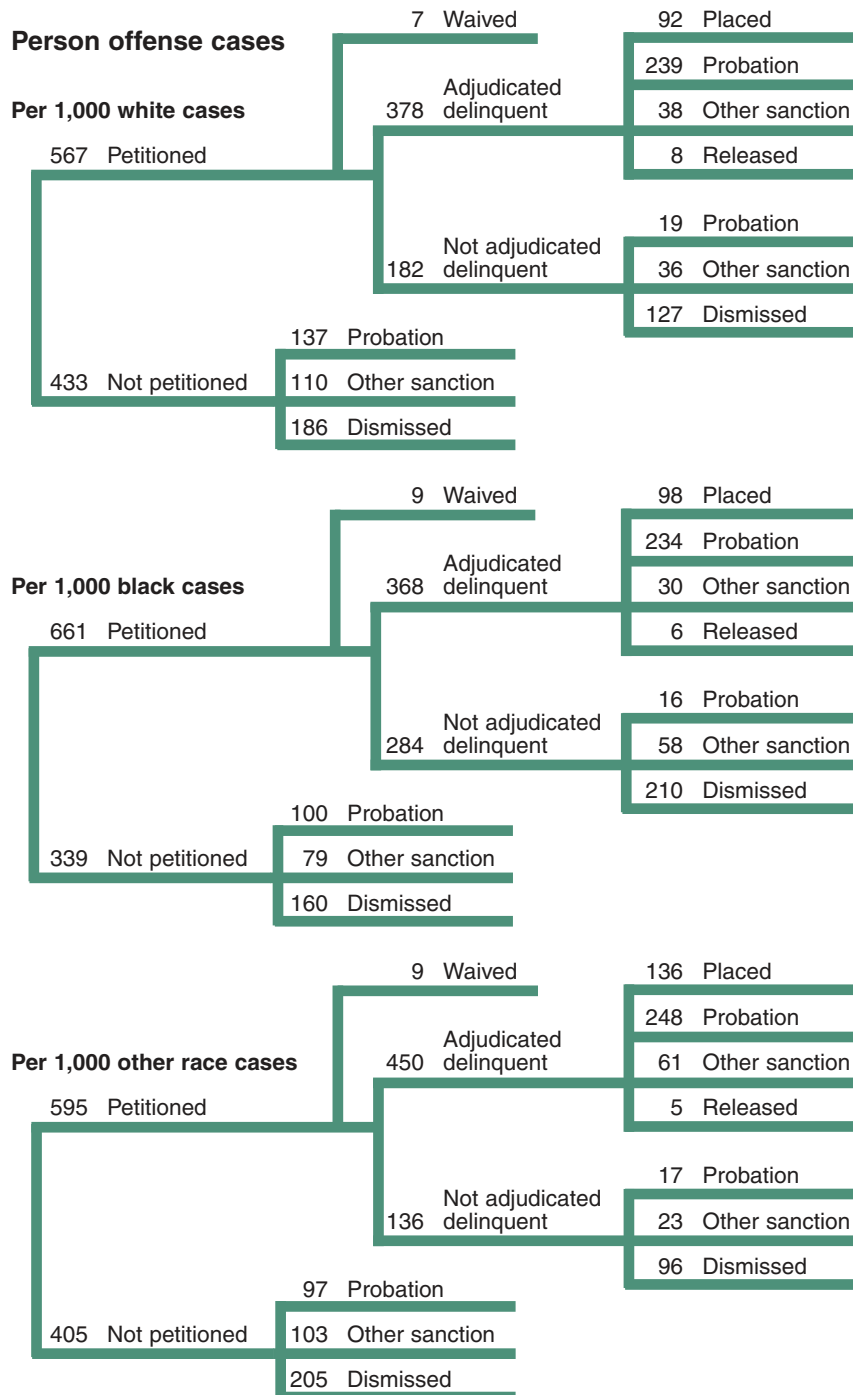 Person offense cases
Per 1,000 white cases
567 Petitioned
7 Waived
378 Adjudicated
delinquent
92 Placed
239 Probation
38 Other sanction
8 Released
182 Not adjudicated
delinquent
19 Probation
36 Other sanction
127 Dismissed
433 Not petitioned
137 Probation
110 Other sanction
186 Dismissed
Per 1,000 black cases
661 Petitioned
9 Waived
368 Adjudicated
delinquent
98 Placed
234 Probation
30 Other sanction
6 Released
284 Not adjudicated
delinquent
16 Probation
58 Other sanction
210 Dismissed
339 Not petitioned
100 Probation
79 Other sanction
160 Dismissed
Per 1,000 other race cases
595 Petitioned
9 Waived
450 Adjudicated
delinquent
136 Placed
248 Probation
61 Other sanction
5 Released
136 Not adjudicated
delinquent
17 Probation
23 Other sanction
96 Dismissed
405 Not petitioned
97 Probation
103 Other sanction
205 Dismissed